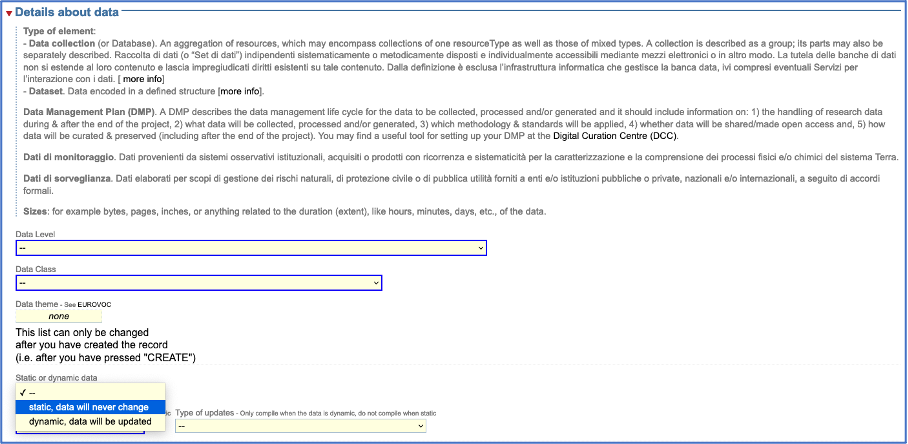 Details about data
Type of element:
- Data collection (or Database). An aggregation of resources, which may encompass collections of one resourceType as well as those of mixed types. A collection is described as a group; its parts may also be
separately described. Raccolta di dati (o “Set di dati”) indipendenti sistematicamente o metodicamente disposti e individualmente accessibili mediante mezzi elettronici o in altro modo. La tutela delle banche di dati
non si estende al loro contenuto e lascia impregiudicati diritti esistenti su tale contenuto. Dalla definizione è esclusa l’infrastruttura informatica che gestisce la banca dati, ivi compresi eventuali Servizi per
l’interazione con i dati. [ more info]
- Dataset. Data encoded in a defined structure [more info].
Data Management Plan (DMP). A DMP describes the data management life cycle for the data to be collected, processed and/or generated and it should include information on: 1) the handling of research data
during & after the end of the project, 2) what data will be collected, processed and/or generated, 3) which methodology & standards will be applied, 4) whether data will be shared/made open access and, 5) how
data will be curated & preserved (including after the end of the project). You may find a useful tool for setting up your DMP at the Digital Curation Centre (DCC).
Dati di monitoraggio. Dati provenienti da sistemi osservativi istituzionali, acquisiti o prodotti con ricorrenza e sistematicità per la caratterizzazione e la comprensione dei processi fisici e/o chimici del sistema Terra.
Dati di sorveglianza. Dati elaborati per scopi di gestione dei rischi naturali, di protezione civile o di pubblica utilità forniti a enti e/o istituzioni pubbliche o private, nazionali e/o internazionali, a seguito di accordi
formali.
Sizes: for example bytes, pages, inches, or anything related to the duration (extent), like hours, minutes, days, etc., of the data.
Data Level
--
Data Class
--
Data theme - See EUROVOC
none
This list can only be changed
after you have created the record
(i.e. after you have pressed "CREATE")
Static or dynamic data
✓ --
static, data will never change
dynamic, data will be updated
Type of updates - Only compile when the data is dynamic, do not compile when static
--